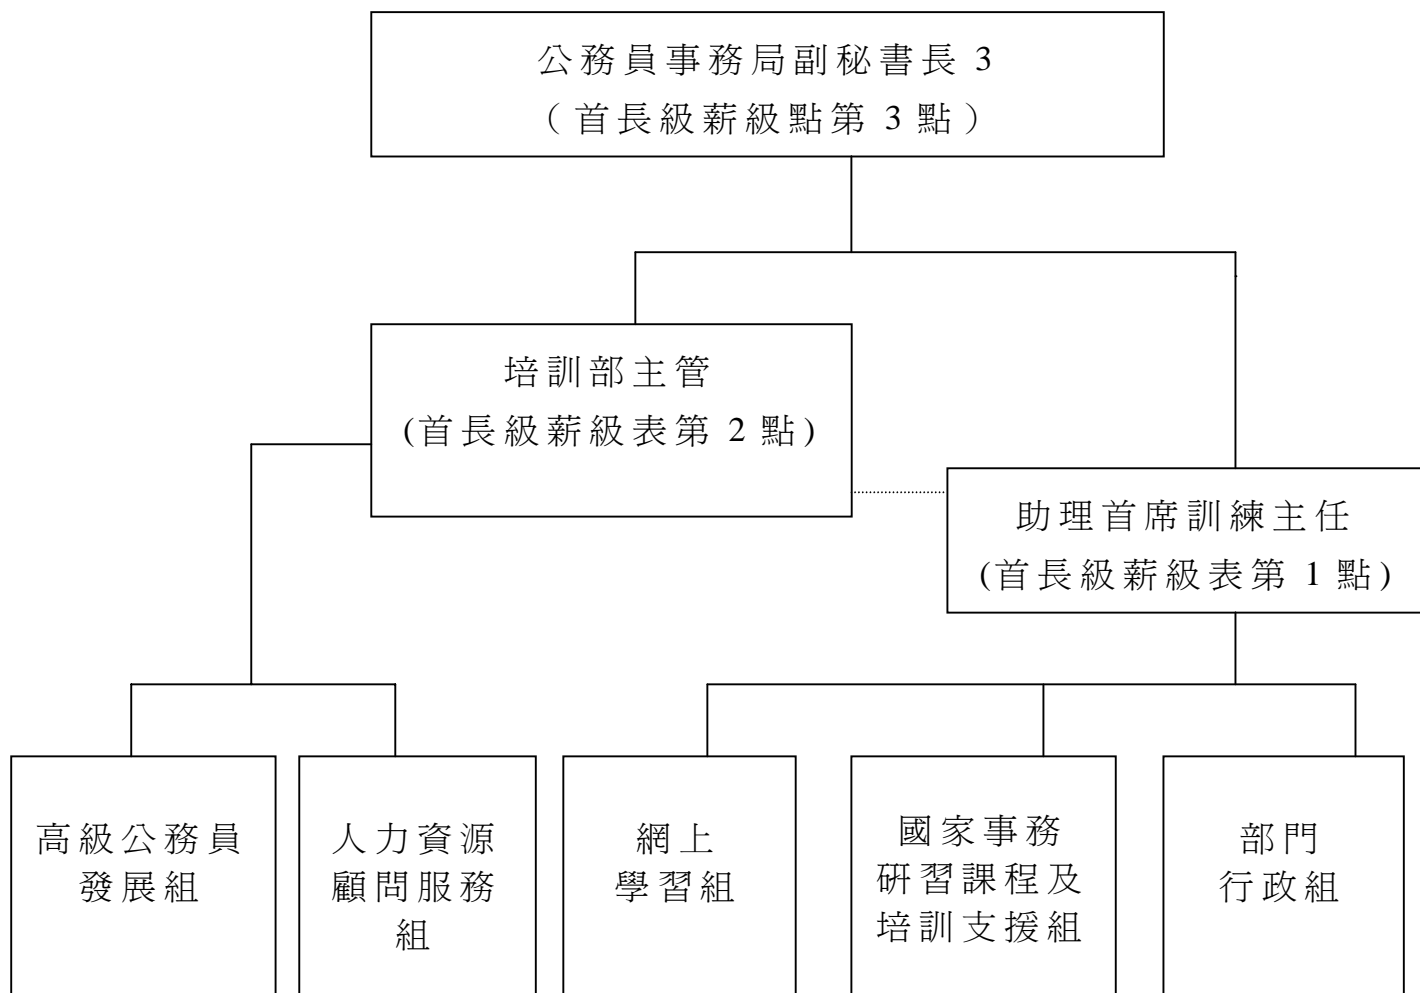 公務員事務局副秘書長 3
（首長級薪級點第 3 點）
培訓部主管
(首長級薪級表第 2 點)
助理首席訓練主任
(首長級薪級表第 1 點)
高級公務員
發展組
人力資源
顧問服務
組
網上
學習組
國家事務
研習課程及
培訓支援組
部門
行政組